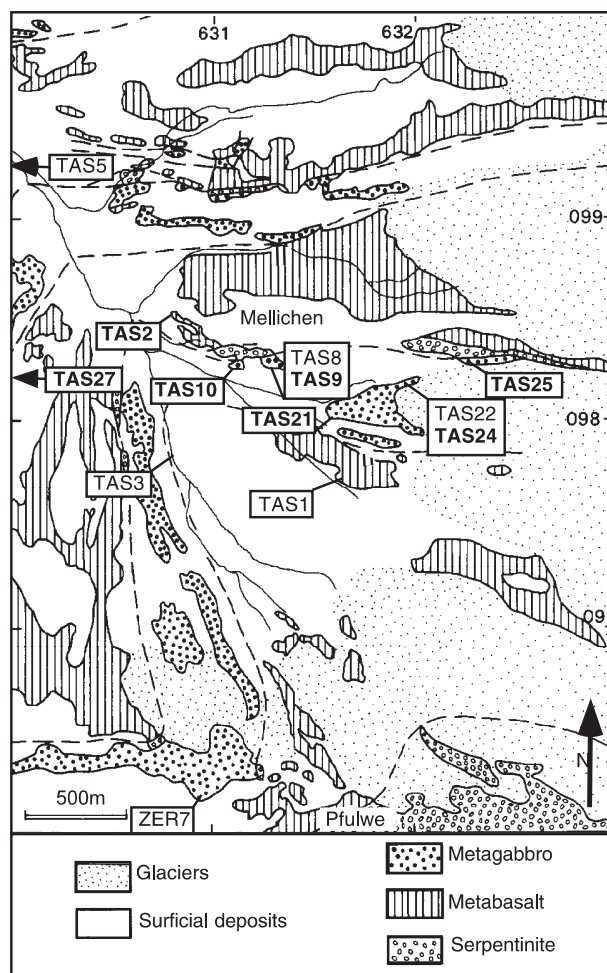 631
632
TAS5
099
Mellichen
TAS2
TAS8
TAS9
TAS10
TAS25
TAS27
TAS21
TAS22
TAS24
098
TAS3
TAS1
09
N
500m
ZER7
Pfulwe
Glaciers
Surficial deposits
Metagabbro
Metabasalt
Serpentinite